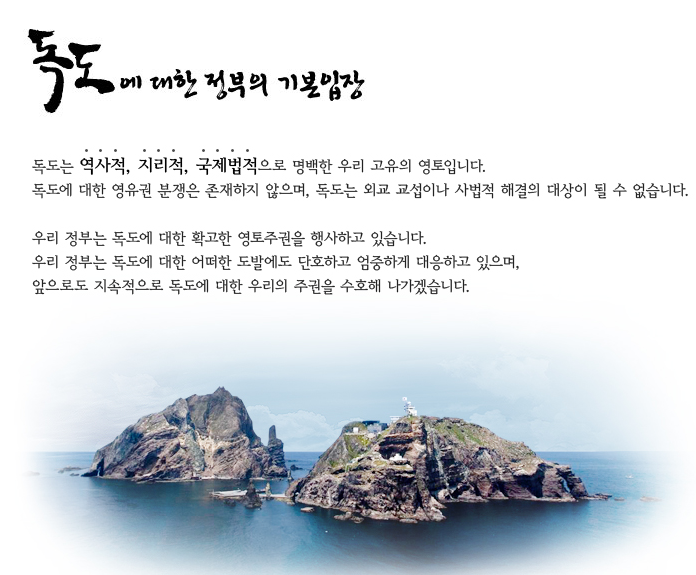 독도에 대한 정부의 기본입장
독도는 역사적, 지리적, 국제법적으로 명백한 우리 고유의 영토입니다.
독도에 대한 영유권 분쟁은 존재하지 않으며, 독도는 외교 교섭이나 사법적 해결의 대상이 될 수 없습니다.
우리 정부는 독도에 대한 확고한 영토주권을 행사하고 있습니다.
우리 정부는 독도에 대한 어떠한 도발에도 단호하고 엄중하게 대응하고 있으며,
앞으로도 지속적으로 독도에 대한 우리의 주권을 수호해 나가겠습니다.